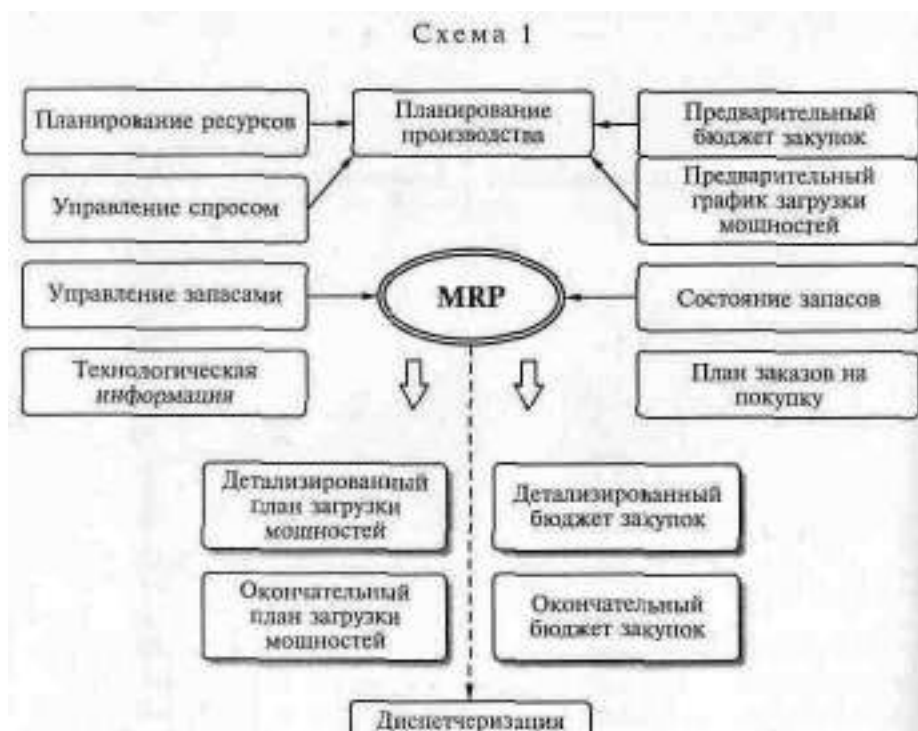 Схема 1
Планирование ресурсов
Планирование
производства
Предварительный
бюджет закупок
Управление спросом
Предварительный
график загрузки
мощностей
Управление запасами
MRP
Состояние запасов
Технологическая
информация
План заказов на
покупку
Детализированный
план загрузки
мощностей
Детализированный
бюджет закупок
Окончательный
план загрузки
мощностей
Окончательный
бюджет закупок
Диспетчеризация